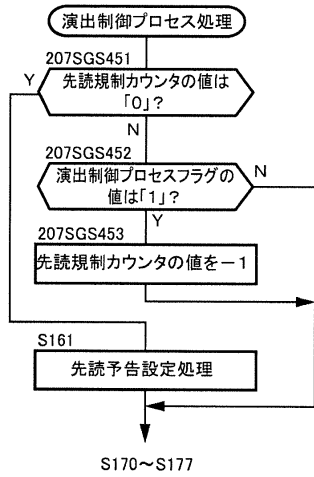 演出制御プロセス処理
207SGS451
Y
先読規制カウンタの値は
「0」?
N
207SGS452
演出制御プロセスフラグの
値は「1」?
N
Y
207SGS453
先読規制カウンタの値を－1
S161
先読予告設定処理
S170～S177